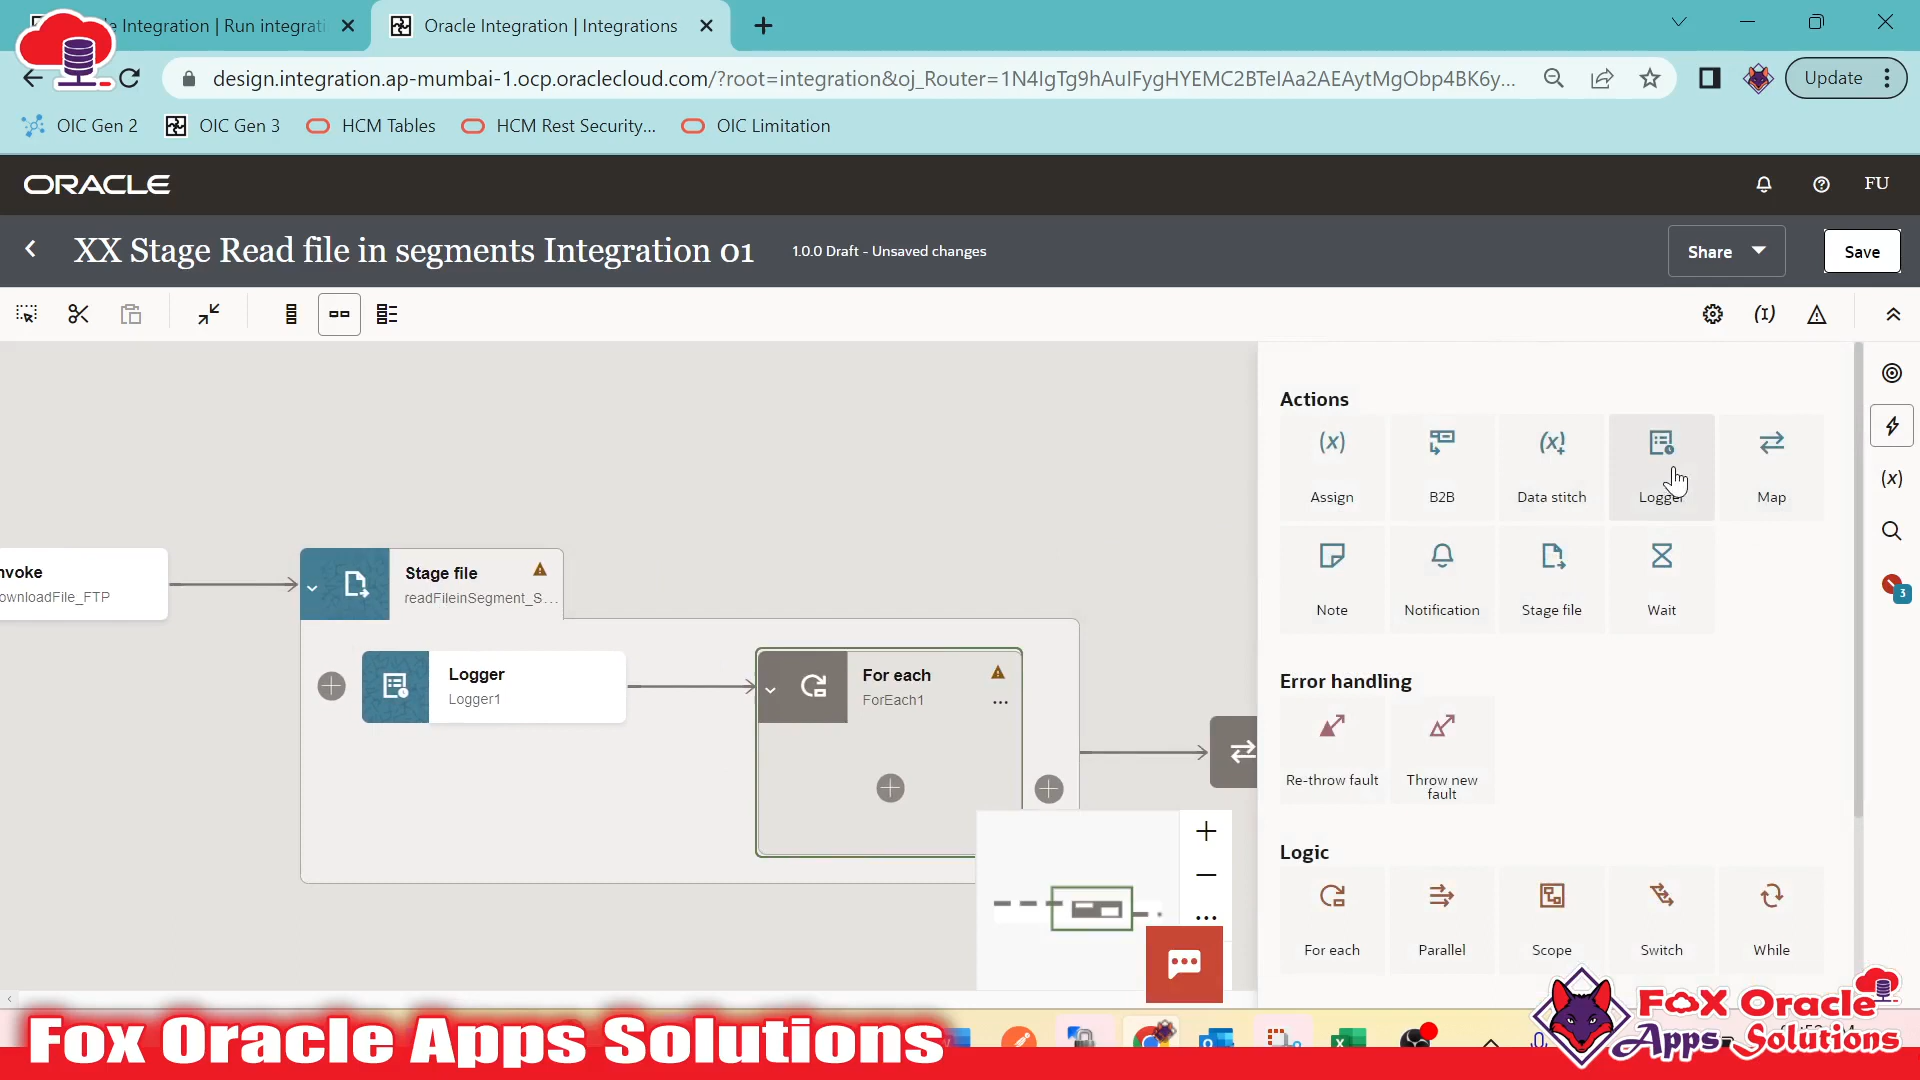 Integration | Run integrati
Oracle Integration | Integrations
design.integration.ap-mumbai-1.ocp.oraclecloud.com/?root=integration&oj_Router=1N4IgTg9hAuIFygHYEMC2BTeIAa2AEAytMgObp4BK6y...
Update
OIC Gen 2
OIC Gen 3
HCM Tables
HCM Rest Security...
OIC Limitation
ORACLE
FU
XX Stage Read file in segments Integration 01
1.0.0 Draft - Unsaved changes
Share
Save
Actions
Assign
B2B
Data stitch
Logger
Map
nvoke
ownloadFile_FTP
Stage file
readFileinSegment_S...
Note
Notification
Stage file
Wait
3
Logger
Logger1
For each
ForEach1
Error handling
Re-throw fault
Throw new
fault
Logic
For each
Parallel
Scope
Switch
While
Fox Oracle Apps Solutions
FOX Oracle
Apps Solutions